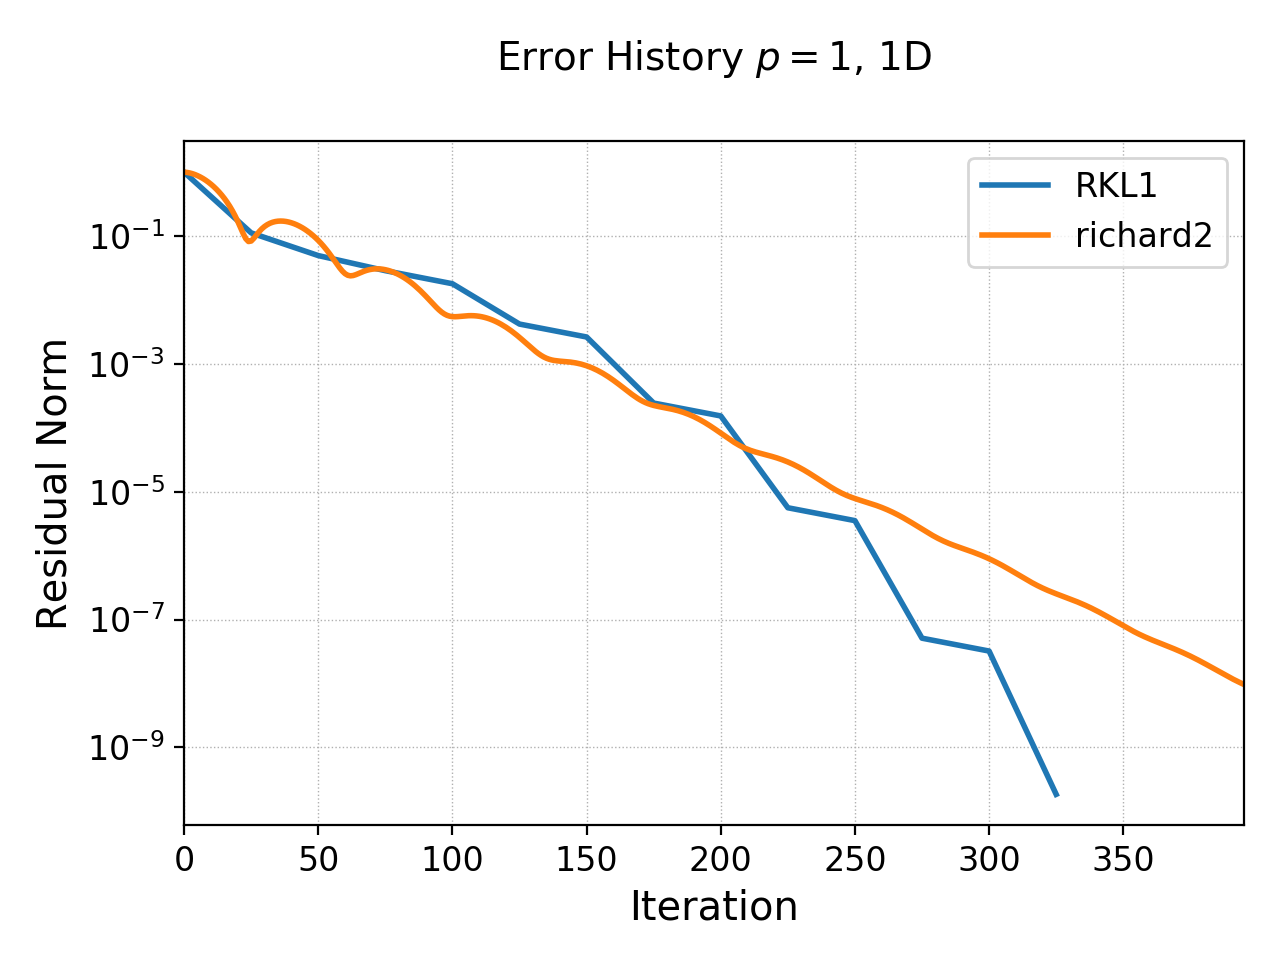 Error History p = 1, 1D
RKL1
richard2
10⁻¹
10⁻³
10⁻⁵
10⁻⁷
10⁻⁹
Residual Norm
0 50 100 150 200 250 300 350
Iteration